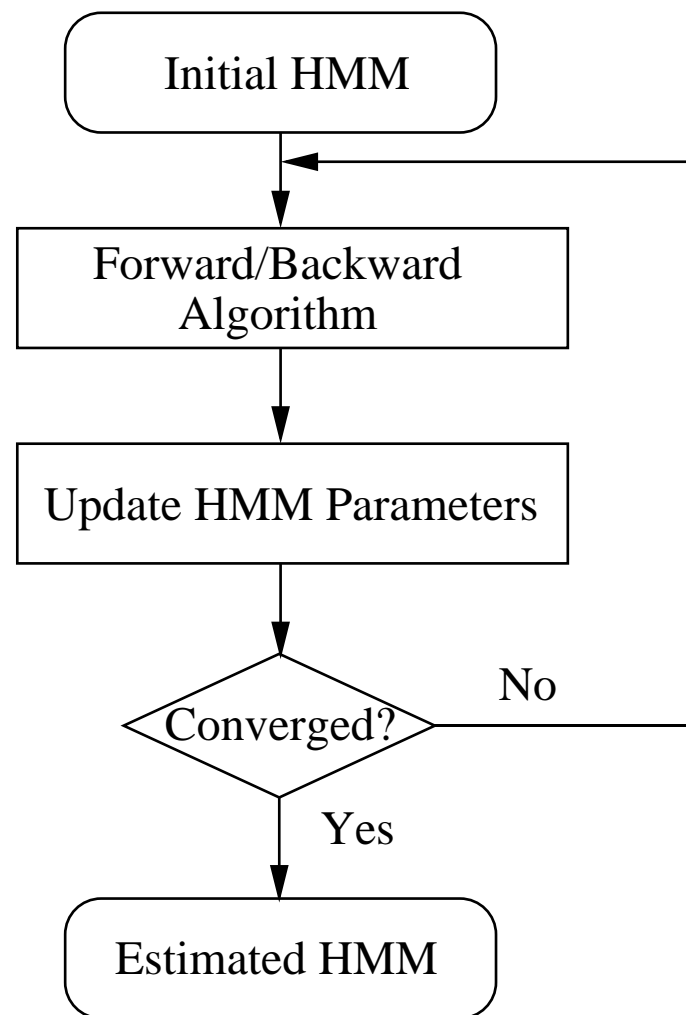 Initial HMM
Forward/Backward
Algorithm
Update HMM Parameters
Converged?
No
Yes
Estimated HMM